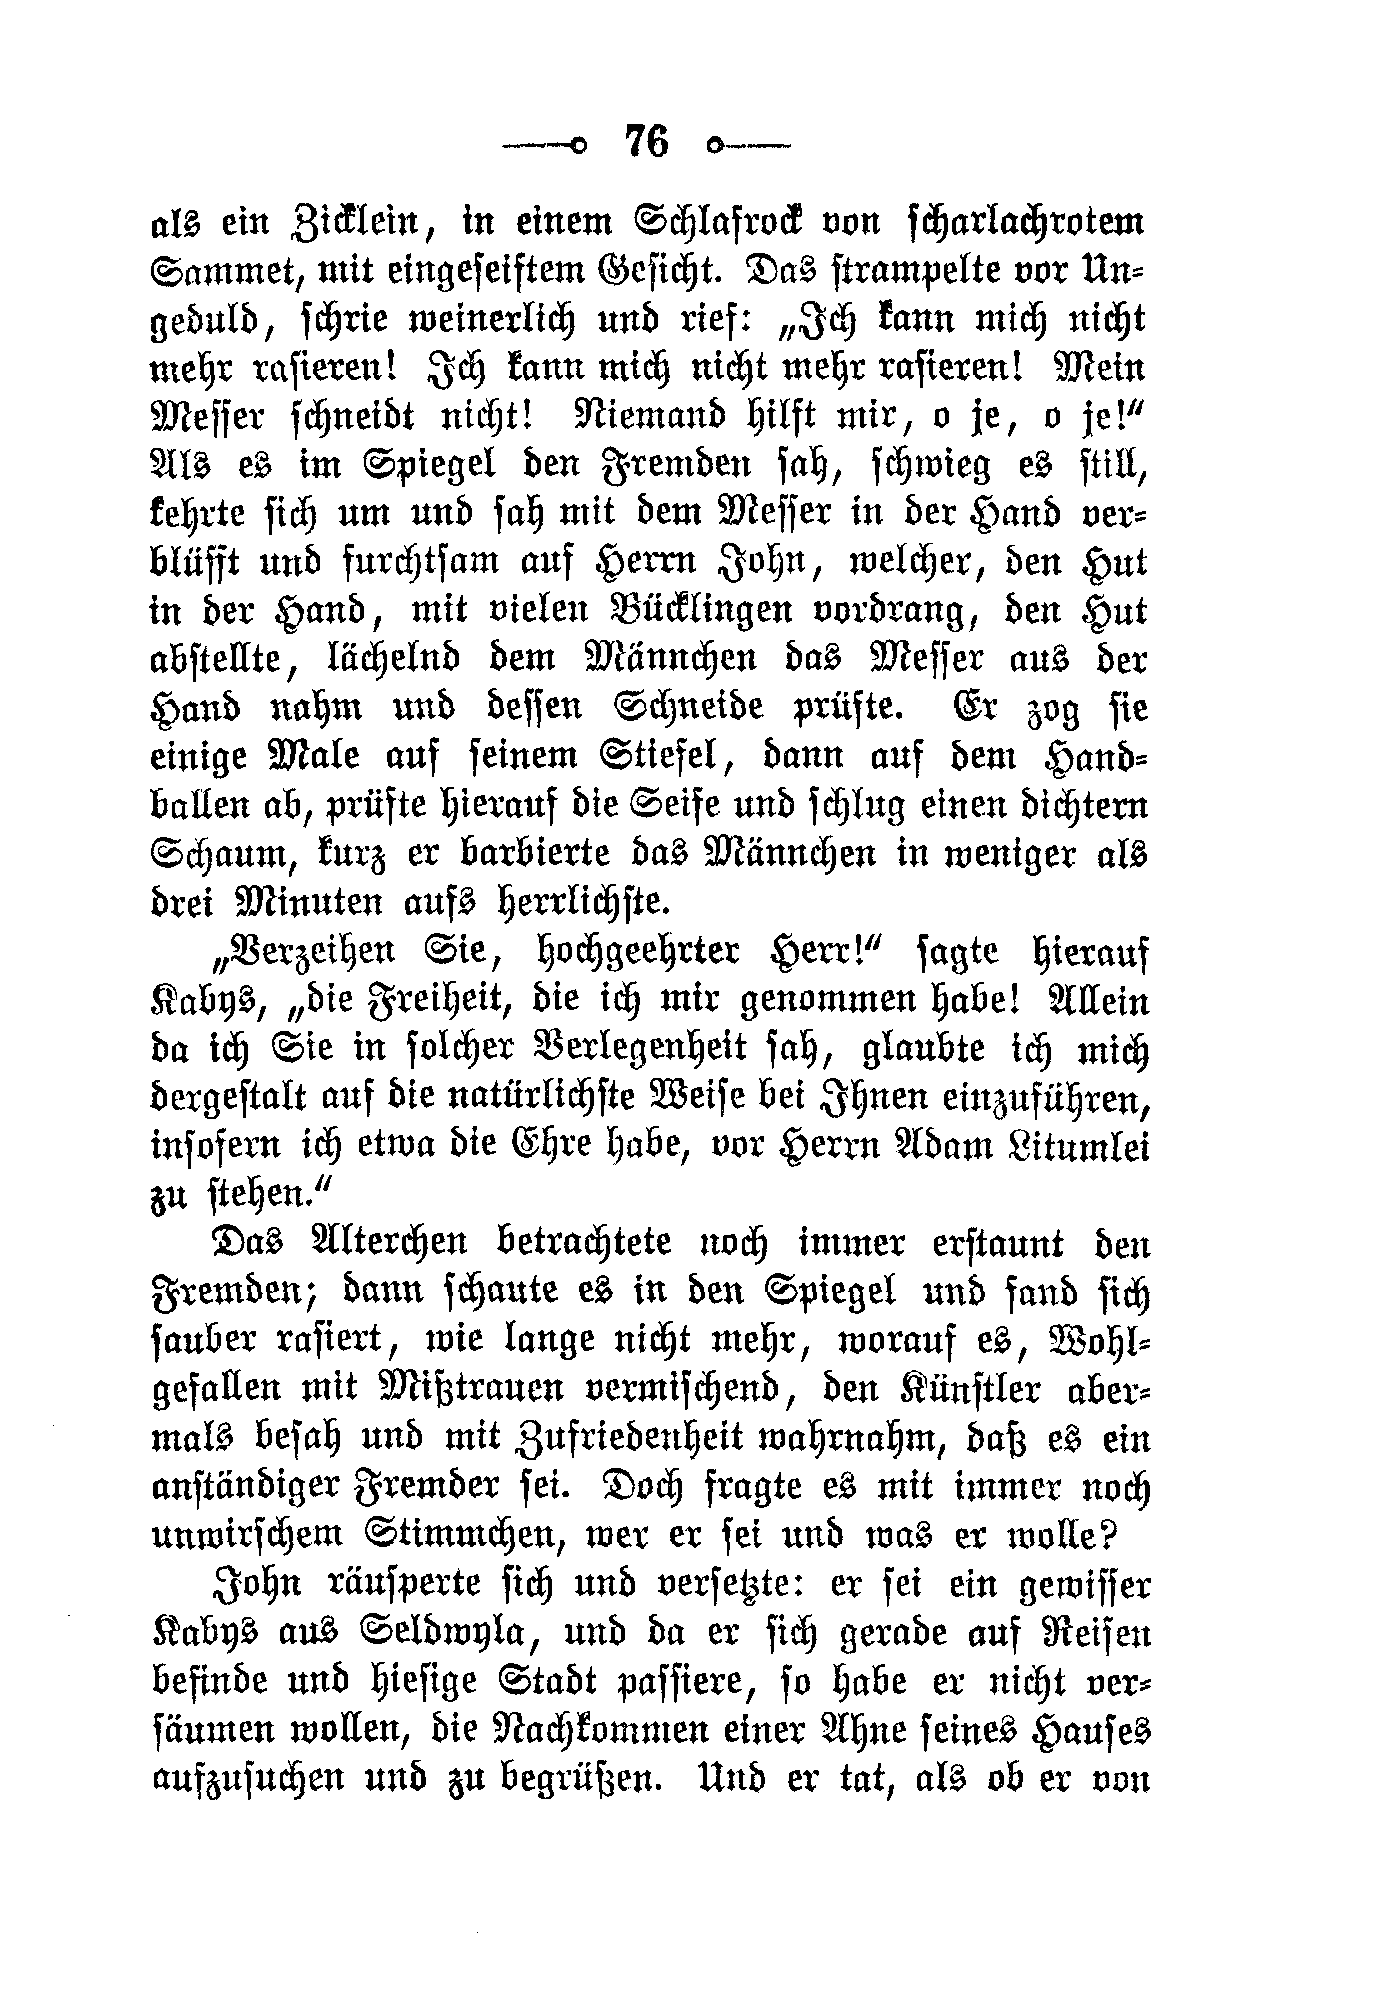 76
als ein Zicklein, in einem Schlafrock von scharlachrotem
Sammet, mit eingeseiftem Gesicht. Das strampelte vor Un-
geduld, schrie weinerlich und rief: „Ich kann mich nicht
mehr rasieren! Ich kann mich nicht mehr rasieren! Mein
Messer schneidt nicht! Niemand hilft mir, o je, o je!“
Als es im Spiegel den Fremden sah, schwieg es still,
kehrte sich um und sah mit dem Messer in der Hand ver-
blüfft und furchtsam auf Herrn John, welcher, den Hut
in der Hand, mit vielen Bücklingen vordrang, den Hut
abstellte, lächelnd dem Männchen das Messer aus der
Hand nahm und dessen Schneide prüfte. Er zog sie
einige Male auf seinem Stiefel, dann auf dem Hand-
ballen ab, prüfte hierauf die Seife und schlug einen dichtern
Schaum, kurz er barbierte das Männchen in weniger als
drei Minuten aufs herrlichste.
„Verzeihen Sie, hochgeehrter Herr!“ sagte hierauf
Kabys, „die Freiheit, die ich mir genommen habe! Allein
da ich Sie in solcher Verlegenheit sah, glaubte ich mich
dergestalt auf die natürlichste Weise bei Ihnen einzuführen,
insofern ich etwa die Ehre habe, vor Herrn Adam Litumlei
zu stehen.“
Das Alterchen betrachtete noch immer erstaunt den
Fremden; dann schaute es in den Spiegel und fand sich
sauber rasiert, wie lange nicht mehr, worauf es, Wohl-
gefallen mit Mißtrauen vermischend, den Künstler aber-
mals besah und mit Zufriedenheit wahrnahm, daß es ein
anständiger Fremder sei. Doch fragte es mit immer noch
unwirschem Stimmchen, wer er sei und was er wolle?
John räusperte sich und versetzte: er sei ein gewisser
Kabys aus Seldwyla, und da er sich gerade auf Reisen
befinde und hiesige Stadt passiere, so habe er nicht ver-
säumen wollen, die Nachkommen einer Ahne seines Hauses
aufzusuchen und zu begrüßen. Und er tat, als ob er von